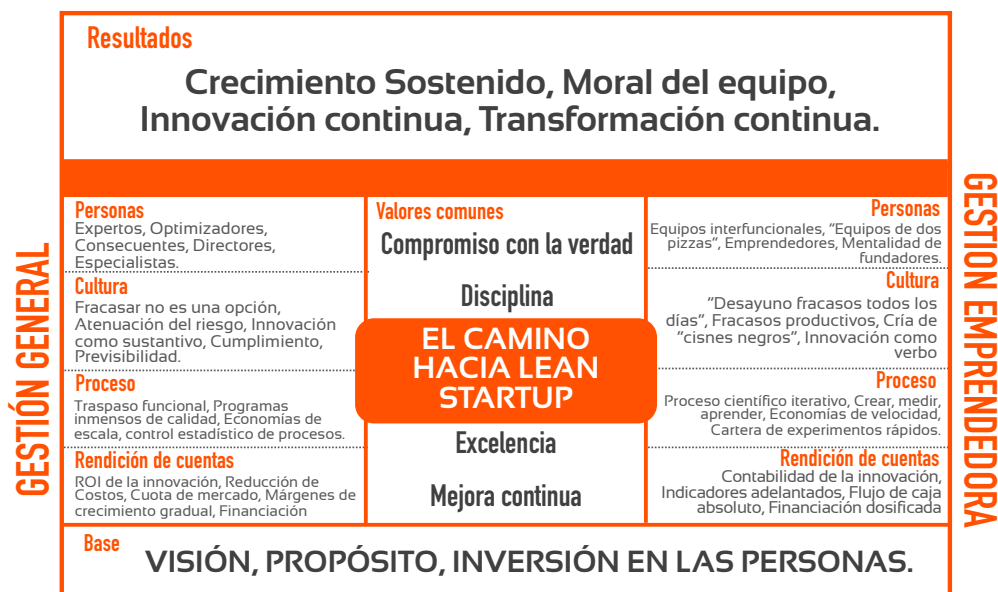 Resultados
Crecimiento Sostenido, Moral del equipo,
Innovación continua, Transformación continua.
GESTIÓN GENERAL
Personas
Expertos, Optimizadores,
Consecuentes, Directores,
Especialistas.
Cultura
Fracasar no es una opción,
Atenuación del riesgo, Innovación
como sustantivo, Cumplimiento,
Previsibilidad.
Proceso
Traspaso funcional, Programas
inmensos de calidad, Economías de
escala, control estadístico de procesos.
Rendición de cuentas
ROI de la innovación, Reducción de
Costos, Cuota de mercado, Márgenes de
crecimiento gradual, Financiación
Valores comunes
Compromiso con la verdad
Disciplina
EL CAMINO
HACIA LEAN
STARTUP
Excelencia
Mejora continua
Personas
Equipos interfuncionales, "Equipos de dos
pizzas", Emprendedores, Mentalidad de
fundadores.
Cultura
"Desayuno fracasos todos los
días", Fracasos productivos, Cría de
"cisnes negros", Innovación como
verbo
Proceso
Proceso científico iterativo, Crear, medir,
aprender, Economías de velocidad,
Cartera de experimentos rápidos.
Rendición de cuentas
Contabilidad de la innovación,
Indicadores adelantados, Flujo de caja
absoluto, Financiación dosificada
GESTION EMPRENDEDORA
Base
VISIÓN, PROPÓSITO, INVERSIÓN EN LAS PERSONAS.